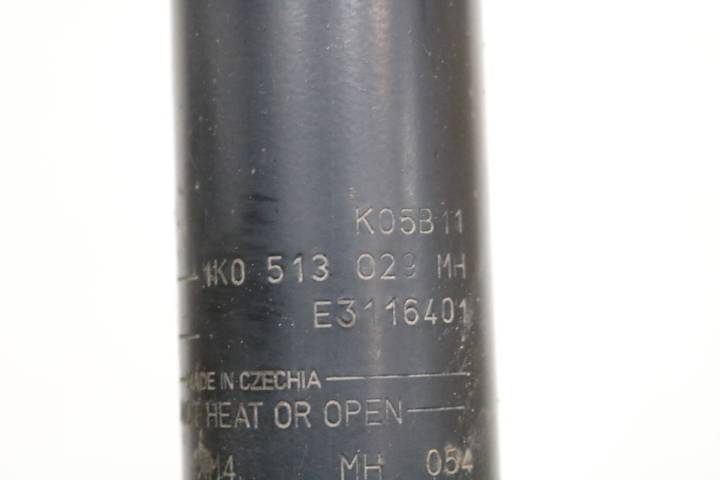 K05B11
1K0 513 029 MH
E3116401
MADE IN CZECHIA
HEAT OR OPEN
MH 054